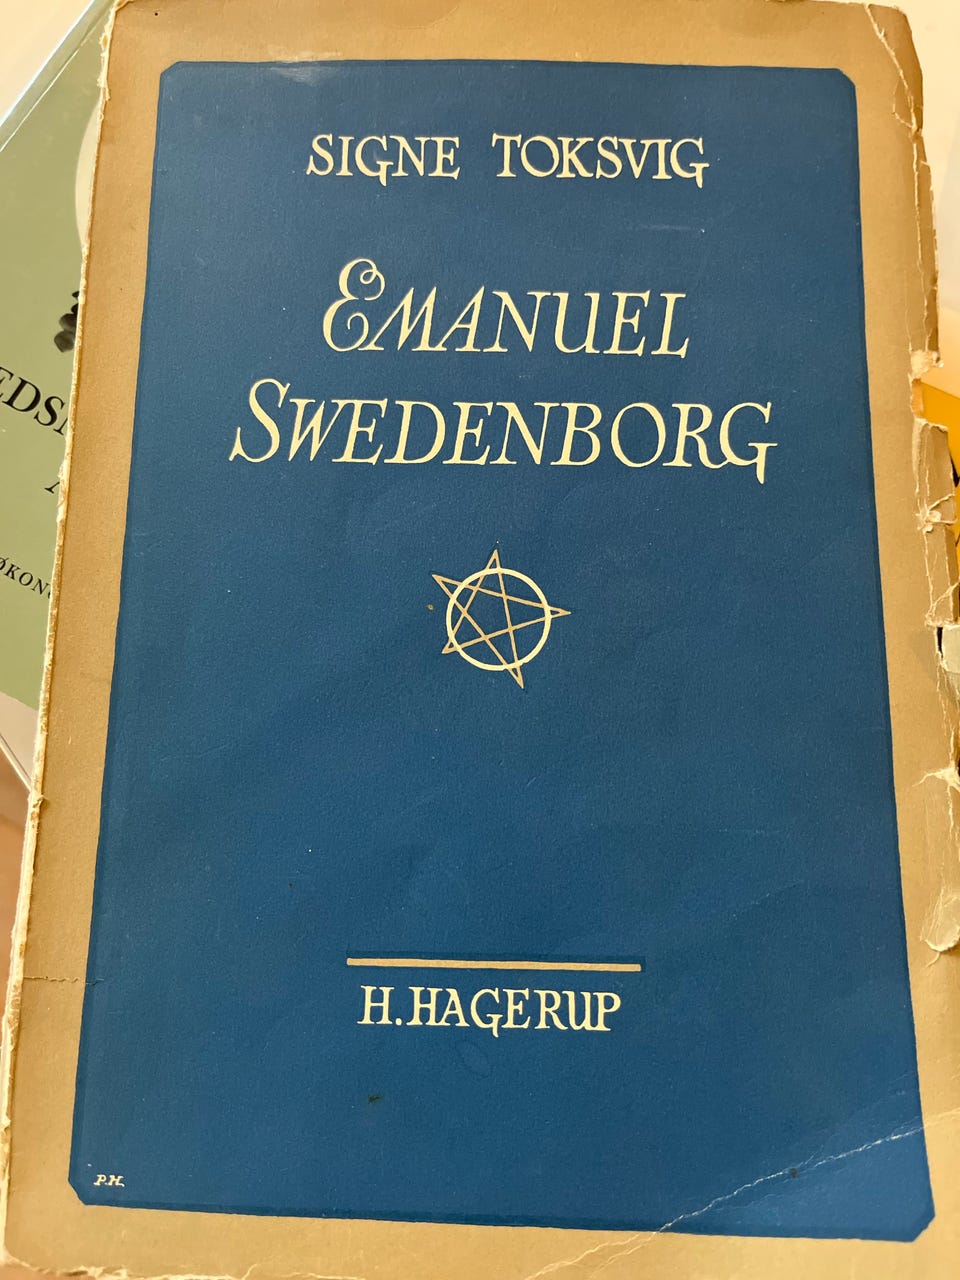 SIGNE TOKSVIG
EMANUEL
SWEDENBORG
H. HAGERUP
P.H.